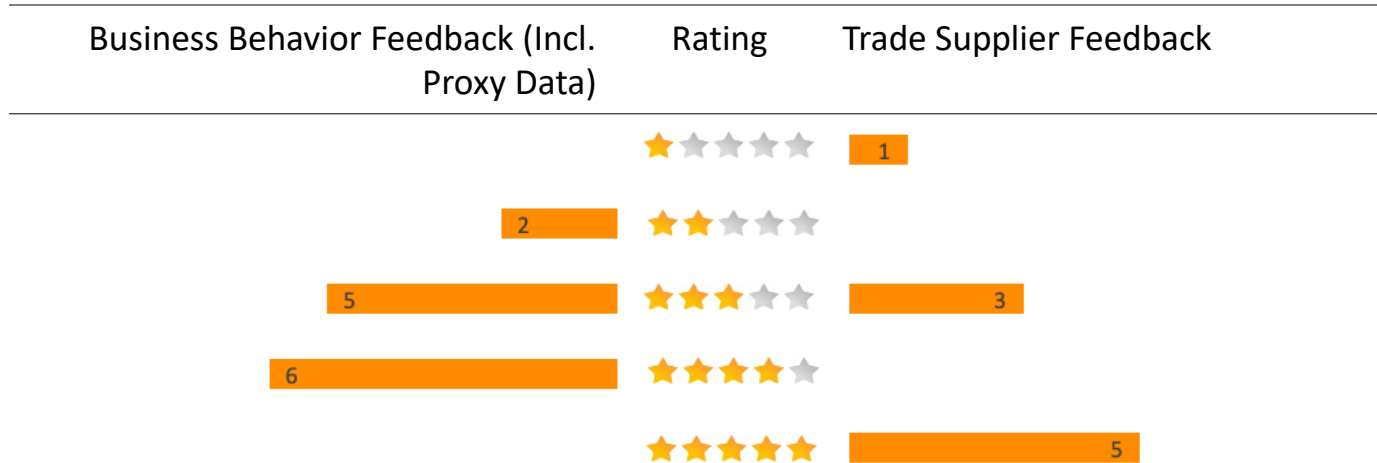 Business Behavior Feedback (Incl. Proxy Data)
Rating
Trade Supplier Feedback
1
2
5
3
6
5